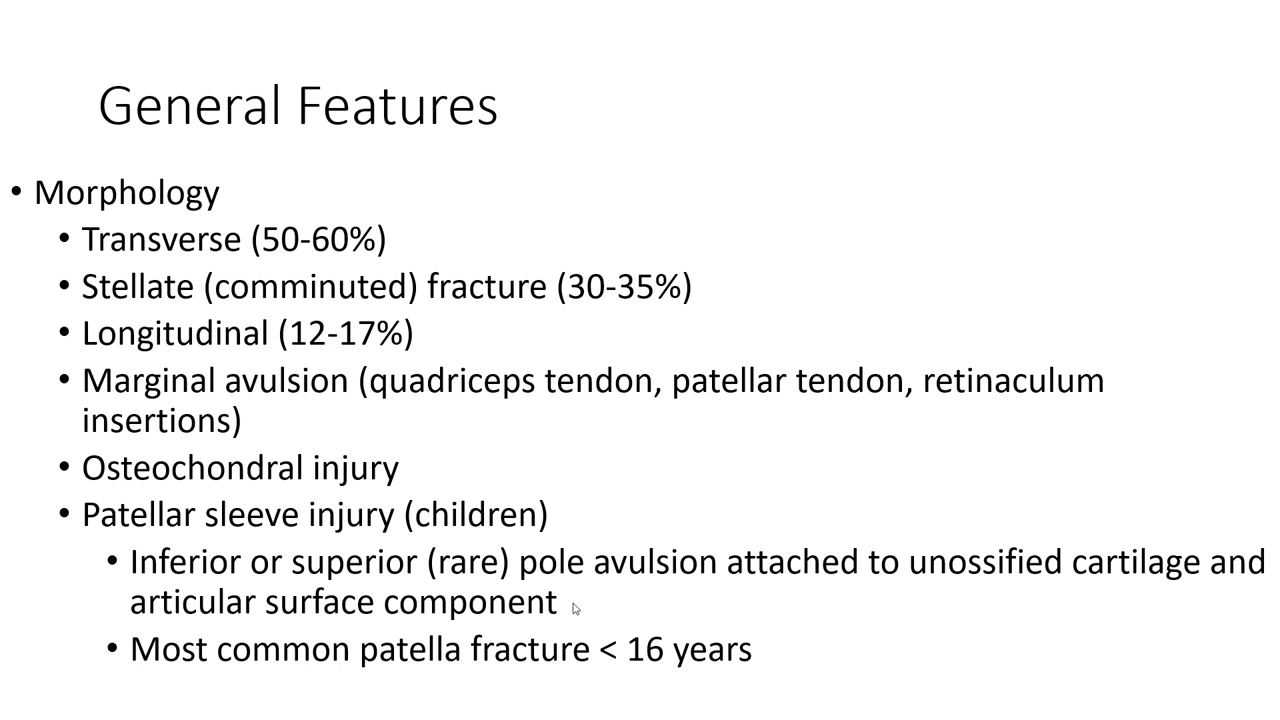 General Features
• Morphology
• Transverse (50-60%)
• Stellate (comminuted) fracture (30-35%)
• Longitudinal (12-17%)
• Marginal avulsion (quadriceps tendon, patellar tendon, retinaculum
insertions)
• Osteochondral injury
• Patellar sleeve injury (children)
• Inferior or superior (rare) pole avulsion attached to unossified cartilage and
articular surface component
• Most common patella fracture < 16 years